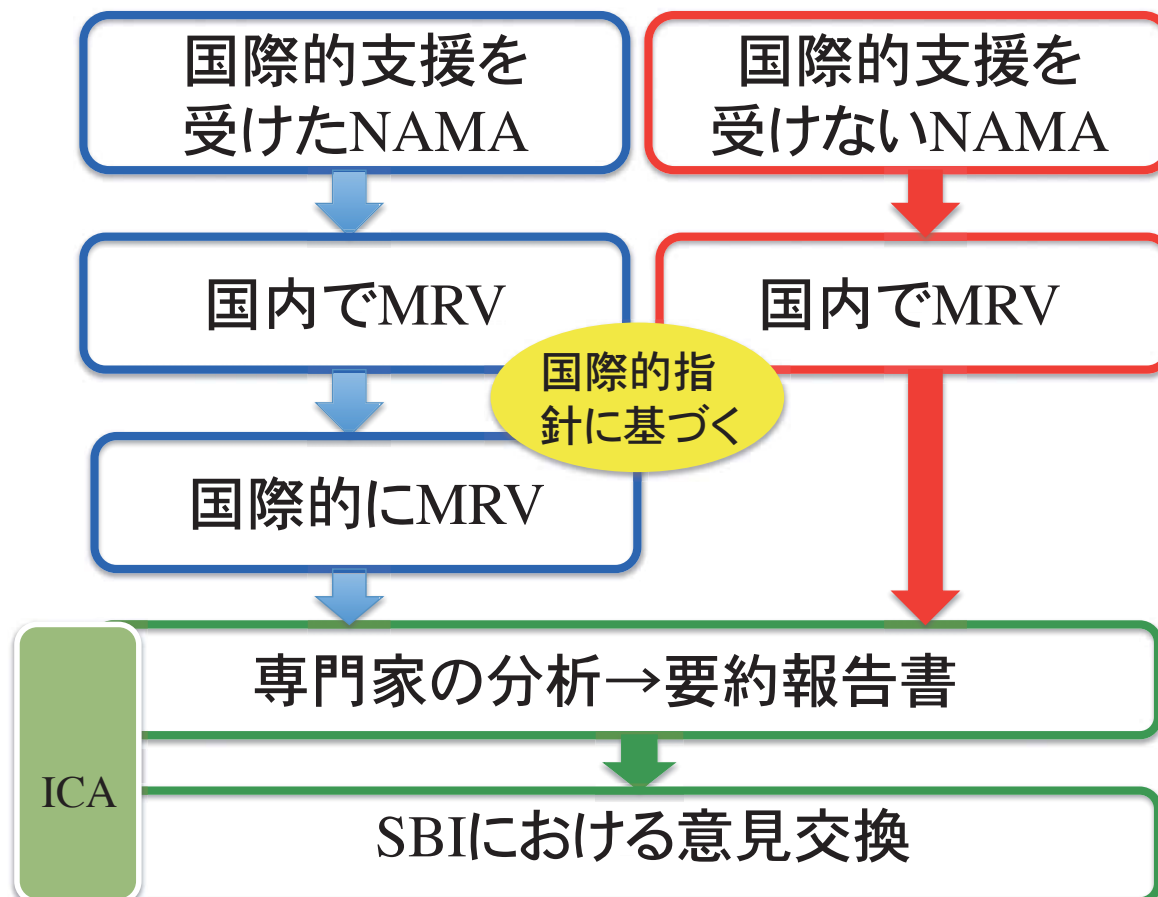 国際的支援を
受けたNAMA
国際的支援を
受けないNAMA
国内でMRV
国内でMRV
国際的指
針に基づく
国際的にMRV
専門家の分析→要約報告書
ICA
SBIにおける意見交換